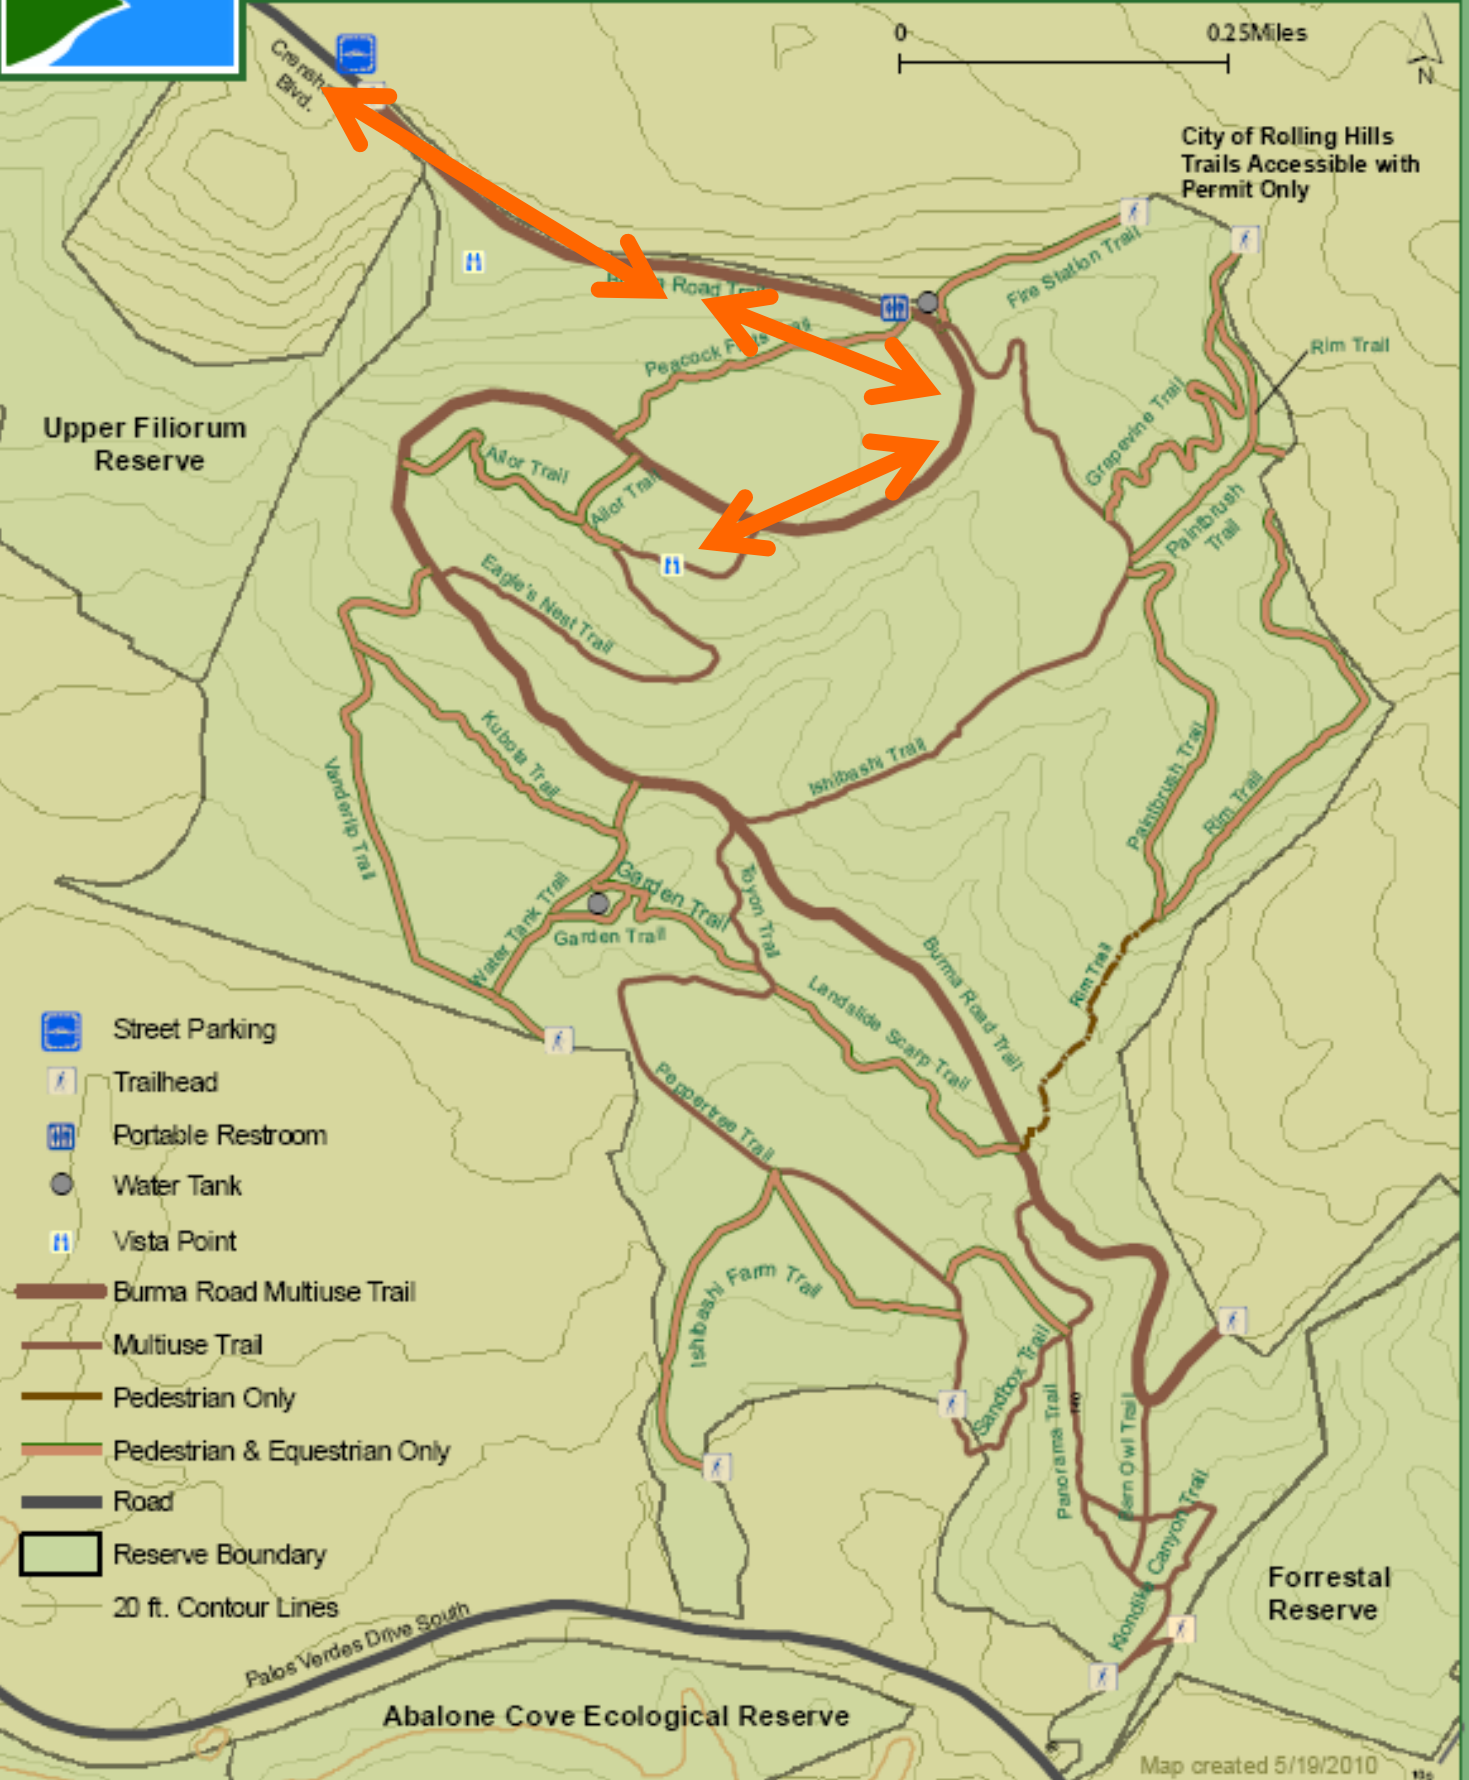 0
0.25Miles
N
Blvd.
City of Rolling Hills
Trails Accessible with
Permit Only
Fire Station Trail
Road Trail
Peacock Flats Trail
Rim Trail
Grapevine Trail
Upper Filiorum
Reserve
Ailor Trail
Ailor Trail
Paintbrush
Trail
Eagle's Nest Trail
Kubota Trail
Ishibashi Trail
Vanderlip Trail
Paintbrush Trail
Rim Trail
Garden Trail
Toyon Trail
Water Tank Trail
Garden Trail
Burma Road Trail
Rim Trail
Landslide Scarp Trail
Street Parking
Trailhead
Peppertree Trail
Portable Restroom
Water Tank
Vista Point
Ishibashi Farm Trail
Burma Road Multiuse Trail
Multiuse Trail
Sandbox Trail
Pedestrian Only
Panorama Trail
Barn Owl Trail
Pedestrian & Equestrian Only
Road
Klondike Canyon Trail
Reserve Boundary
20 ft. Contour Lines
Forrestal
Reserve
Palos Verdes Drive South
Abalone Cove Ecological Reserve
Map created 5/19/2010